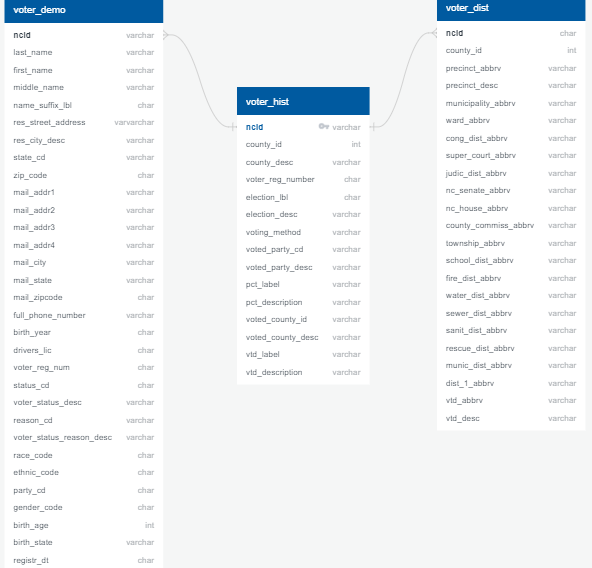 voter_demo
ncid varchar
last_name varchar
first_name varchar
middle_name varchar
name_suffix_lbl char
res_street_address varvarchar
res_city_desc varchar
state_cd varchar
zip_code char
mail_addr1 varchar
mail_addr2 varchar
mail_addr3 varchar
mail_addr4 varchar
mail_city varchar
mail_state varchar
mail_zipcode char
full_phone_number varchar
birth_year char
drivers_lic char
voter_reg_num char
status_cd char
voter_status_desc varchar
reason_cd varchar
voter_status_reason_desc varchar
race_code char
ethnic_code char
party_cd char
gender_code char
birth_age int
birth_state varchar
registr_dt char
voter_hist
ncid varchar
county_id int
county_desc varchar
voter_reg_number char
election_lbl char
election_desc varchar
voting_method varchar
voted_party_cd varchar
voted_party_desc varchar
pct_label varchar
pct_description varchar
voted_county_id varchar
voted_county_desc varchar
vtd_label varchar
vtd_description varchar
voter_dist
ncid char
county_id int
precinct_abbrv varchar
precinct_desc varchar
municipality_abbrv varchar
ward_abbrv varchar
cong_dist_abbrv varchar
super_court_abbrv varchar
judic_dist_abbrv varchar
nc_senate_abbrv varchar
nc_house_abbrv varchar
county_commiss_abbrv varchar
township_abbrv varchar
school_dist_abbrv varchar
fire_dist_abbrv varchar
water_dist_abbrv varchar
sewer_dist_abbrv varchar
sanit_dist_abbrv varchar
rescue_dist_abbrv varchar
munic_dist_abbrv varchar
dist_1_abbrv varchar
vtd_abbrv varchar
vtd_desc varchar